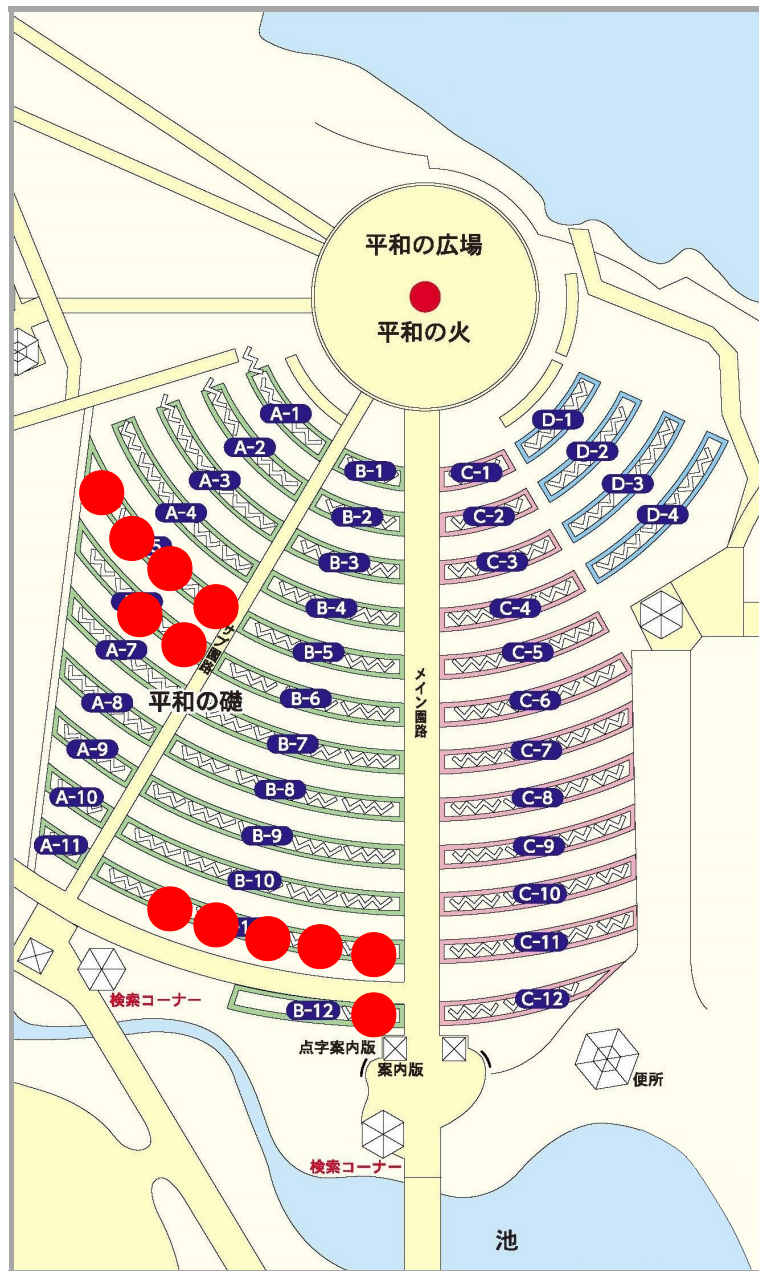 平和の広場
平和の火
A-1
A-2
A-3
A-4
5
A-7
A-8
A-9
A-10
A-11
B-1
B-2
B-3
B-4
B-5
B-6
B-7
B-8
B-9
B-10
B-12
C-1
C-2
C-3
C-4
C-5
C-6
C-7
C-8
C-9
C-10
C-11
C-12
D-1
D-2
D-3
D-4
メイン園路
園路
平和の礎
検索コーナー
点字案内版
案内版
便所
検索コーナー
池